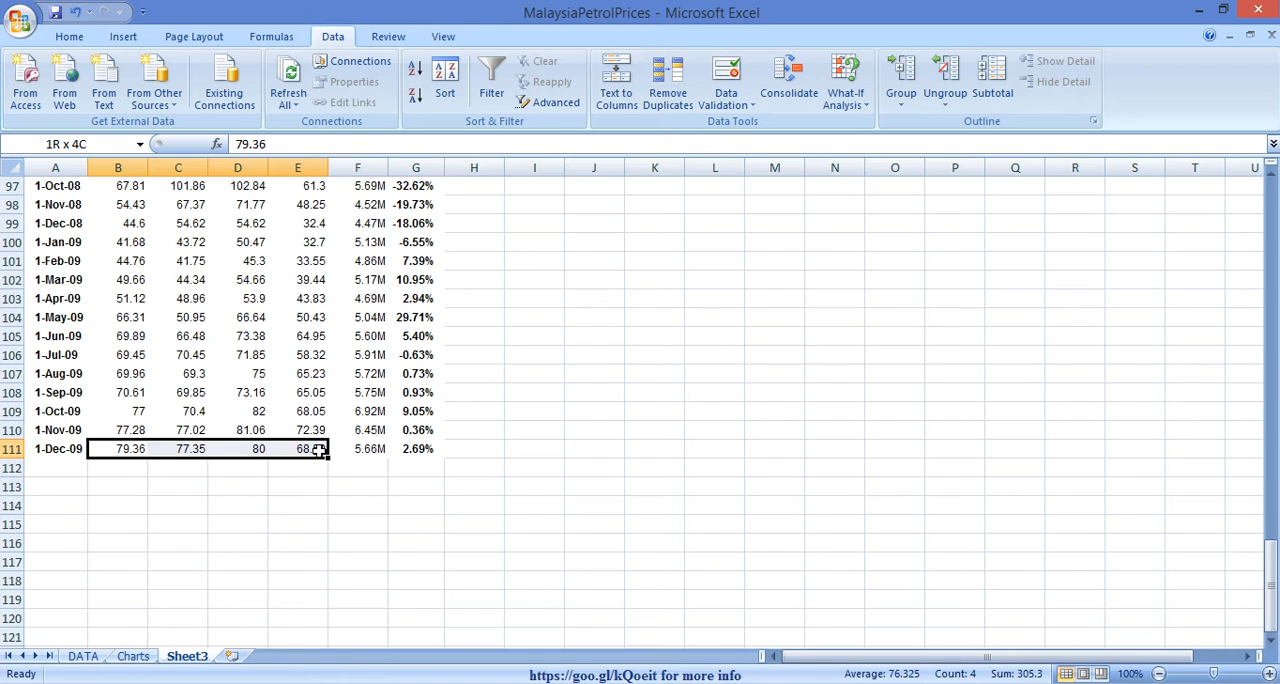 MalaysiaPetrolPrices - Microsoft Excel
Home Insert Page Layout Formulas Data Review View
From Access From Web From Text From Other Sources Existing Connections
Get External Data
Refresh All Connections Properties Edit Links
Connections
Sort Filter Clear Reapply Advanced
Sort & Filter
Text to Columns Remove Duplicates Data Validation Consolidate What-If Analysis
Data Tools
Group Ungroup Subtotal Show Detail Hide Detail
Outline
1R x 4C fx 79.36
A B C D E F G H I J K L M N O P Q R S T U
97 1-Oct-08 67.81 101.86 102.84 61.3 5.69M -32.62%
98 1-Nov-08 54.43 67.37 71.77 48.25 4.52M -19.73%
99 1-Dec-08 44.6 54.62 54.62 32.4 4.47M -18.06%
100 1-Jan-09 41.68 43.72 50.47 32.7 5.13M -6.55%
101 1-Feb-09 44.76 41.75 45.3 33.55 4.86M 7.39%
102 1-Mar-09 49.66 44.34 54.66 39.44 5.17M 10.95%
103 1-Apr-09 51.12 48.96 53.9 43.83 4.69M 2.94%
104 1-May-09 66.31 50.95 66.64 50.43 5.04M 29.71%
105 1-Jun-09 69.89 66.48 73.38 64.95 5.60M 5.40%
106 1-Jul-09 69.45 70.45 71.85 58.32 5.91M -0.63%
107 1-Aug-09 69.96 69.3 75 65.23 5.72M 0.73%
108 1-Sep-09 70.61 69.85 73.16 65.05 5.75M 0.93%
109 1-Oct-09 77 70.4 82 68.05 6.92M 9.05%
110 1-Nov-09 77.28 77.02 81.06 72.39 6.45M 0.36%
111 1-Dec-09 79.36 77.35 80 5.66M 2.69%
112
113
114
115
116
117
118
119
120
121
DATA Charts Sheet3
Ready https://goo.gl/kQoeit for more info Average: 76.325 Count: 4 Sum: 305.3 100%